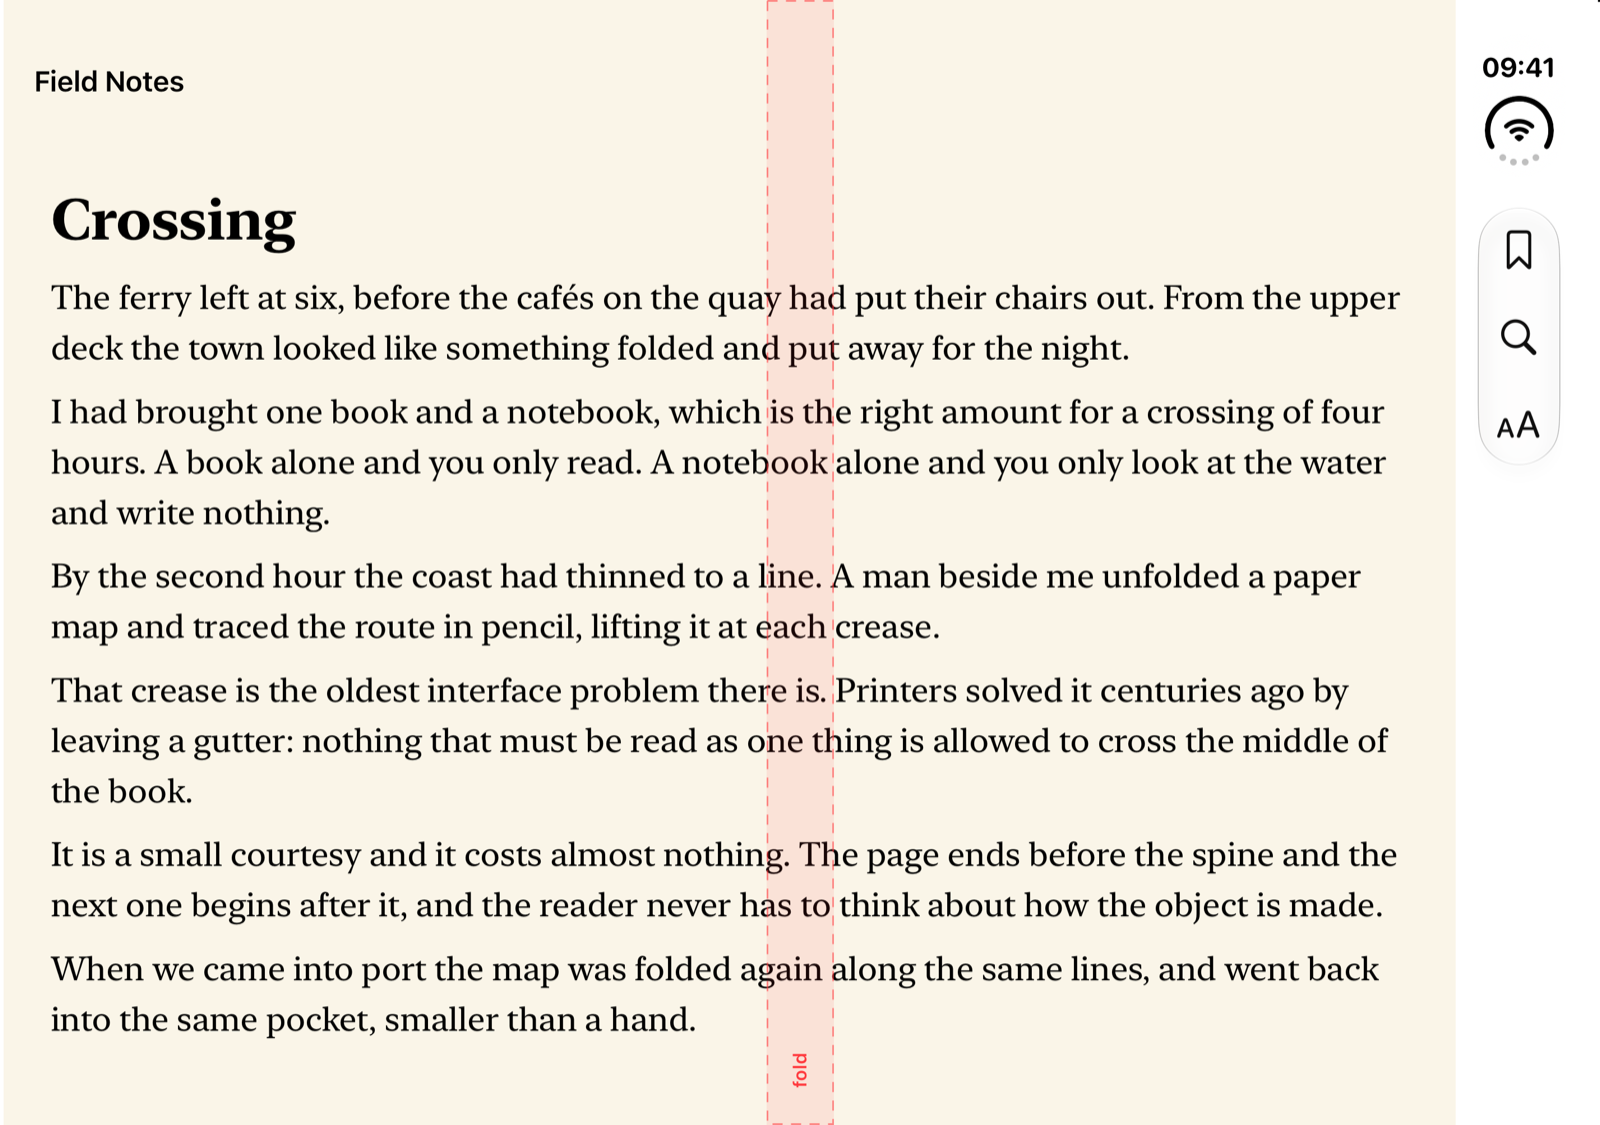 Field Notes
09:41
Crossing
The ferry left at six, before the cafés on the quay had put their chairs out. From the upper
deck the town looked like something folded and put away for the night.
I had brought one book and a notebook, which is the right amount for a crossing of four
hours. A book alone and you only read. A notebook alone and you only look at the water
and write nothing.
By the second hour the coast had thinned to a line. A man beside me unfolded a paper
map and traced the route in pencil, lifting it at each crease.
That crease is the oldest interface problem there is. Printers solved it centuries ago by
leaving a gutter: nothing that must be read as one thing is allowed to cross the middle of
the book.
It is a small courtesy and it costs almost nothing. The page ends before the spine and the
next one begins after it, and the reader never has to think about how the object is made.
When we came into port the map was folded again along the same lines, and went back
into the same pocket, smaller than a hand.
fold
AA